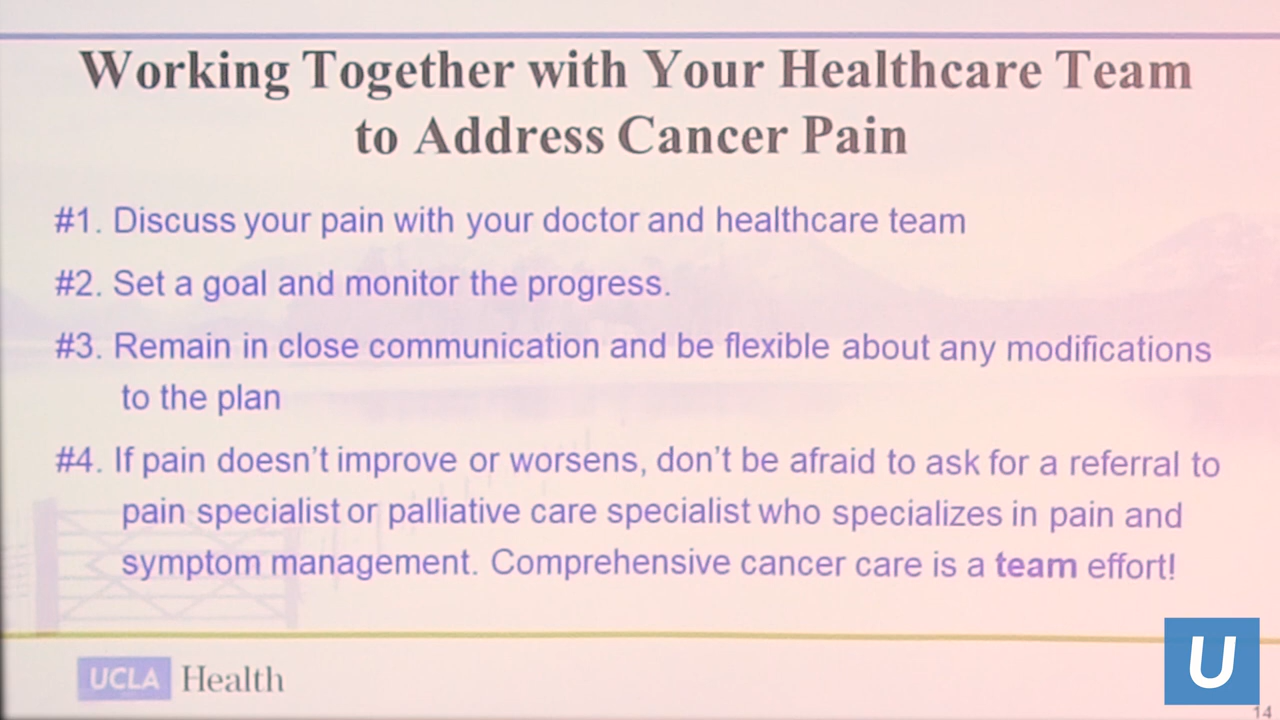 Working Together with Your Healthcare Team
to Address Cancer Pain
#1. Discuss your pain with your doctor and healthcare team
#2. Set a goal and monitor the progress.
#3. Remain in close communication and be flexible about any modifications
to the plan
#4. If pain doesn't improve or worsens, don't be afraid to ask for a referral to
pain specialist or palliative care specialist who specializes in pain and
symptom management. Comprehensive cancer care is a team effort!
UCLA Health
U
14